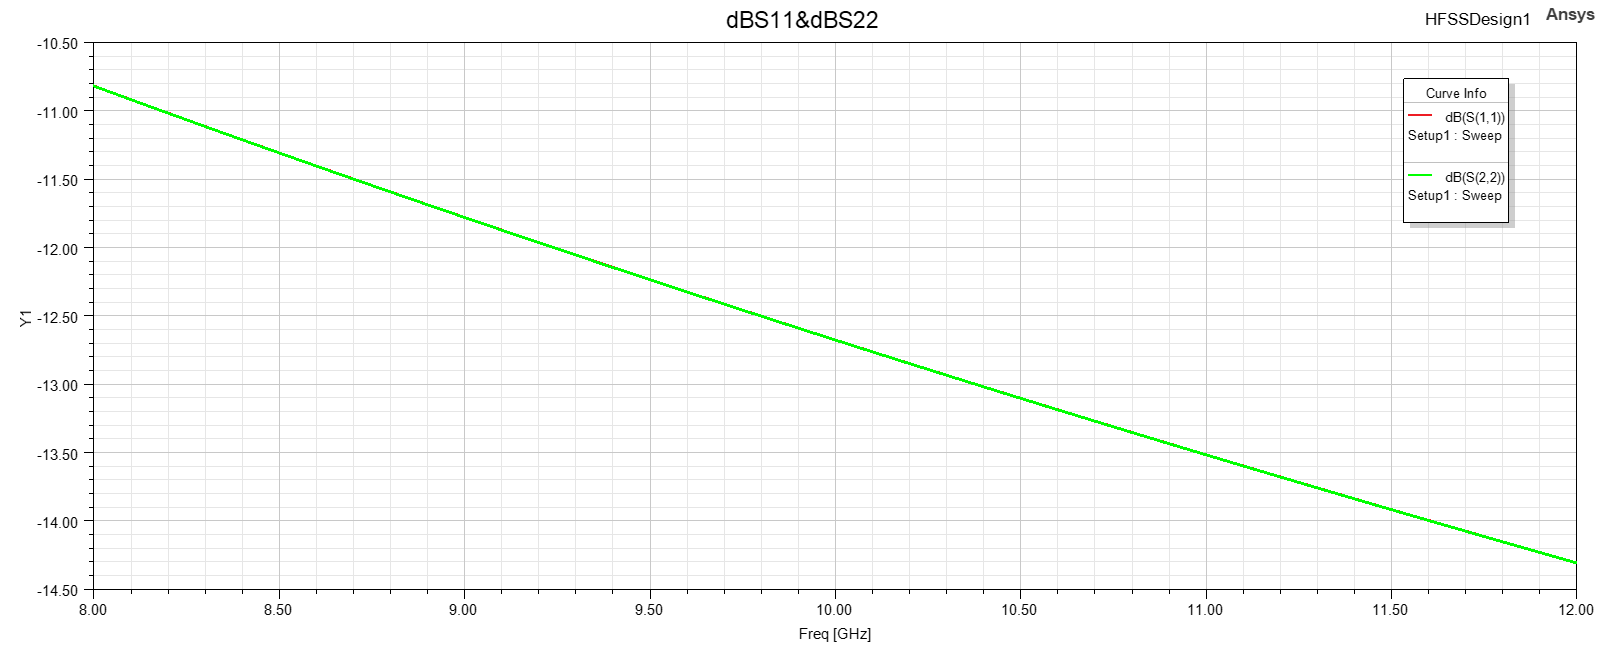 dBS11&dBS22
HFSSDesign1
Ansys
-10.50
-11.00
-11.50
-12.00
-12.50
-13.00
-13.50
-14.00
-14.50
Y1
Curve Info
dB(S(1,1))
Setup1 : Sweep
dB(S(2,2))
Setup1 : Sweep
8.00 8.50 9.00 9.50 10.00 10.50 11.00 11.50 12.00
Freq [GHz]